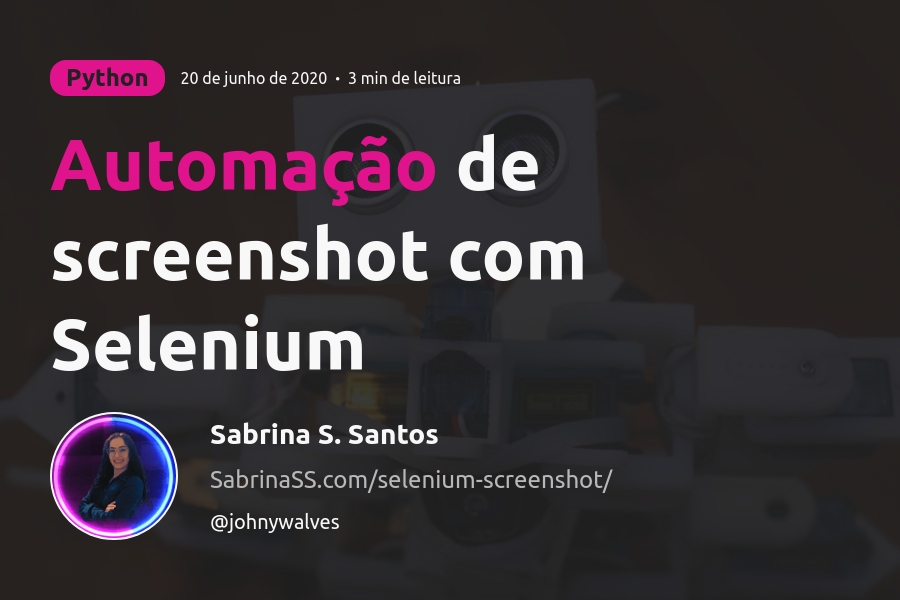 Python 20 de junho de 2020 • 3 min de leitura
Automação de
screenshot com
Selenium
Sabrina S. Santos
SabrinaSS.com/selenium-screenshot/
@johnywalves